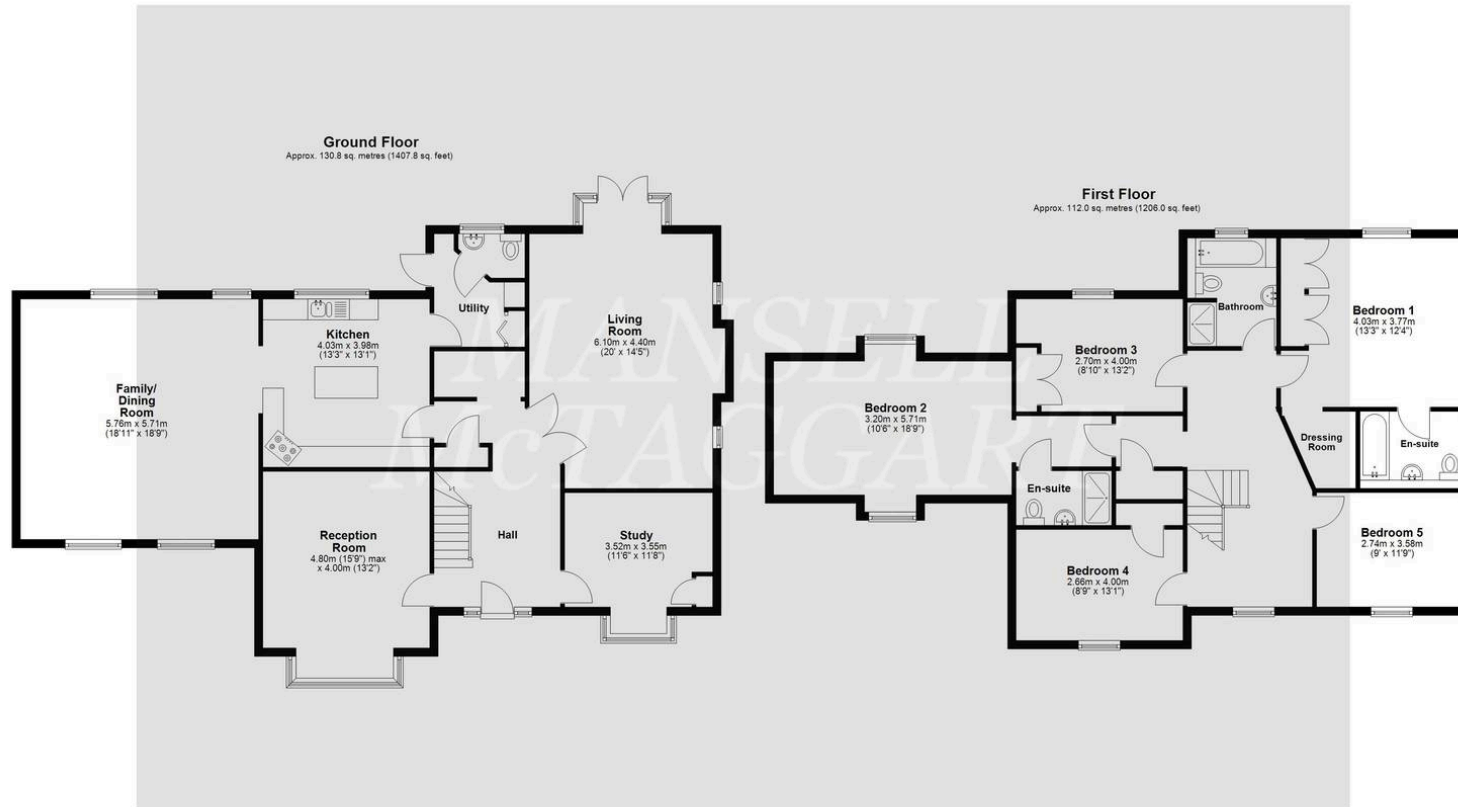 Ground Floor
Approx. 130.8 sq. metres (1407.8 sq. feet)
Family/
Dining
Room
5.76m x 5.71m
(18'11" x 18'9")
Kitchen
4.03m x 3.98m
(13'3" x 13'1")
Utility
Living
Room
6.10m x 4.40m
(20' x 14'5")
Reception
Room
4.80m (15'9") max
x 4.00m (13'2")
Hall
Study
3.52m x 3.55m
(11'6" x 11'8")
First Floor
Approx. 112.0 sq. metres (1206.0 sq. feet)
Bathroom
Bedroom 1
4.03m x 3.77m
(13'3" x 12'4")
Bedroom 3
2.70m x 4.00m
(8'10" x 13'2")
Bedroom 2
3.20m x 5.71m
(10'6" x 18'9")
Dressing
Room
En-suite
En-suite
Bedroom 4
2.66m x 4.00m
(8'9" x 13'1")
Bedroom 5
2.74m x 3.58m
(9' x 11'9")
MANSELL
McTAGGART